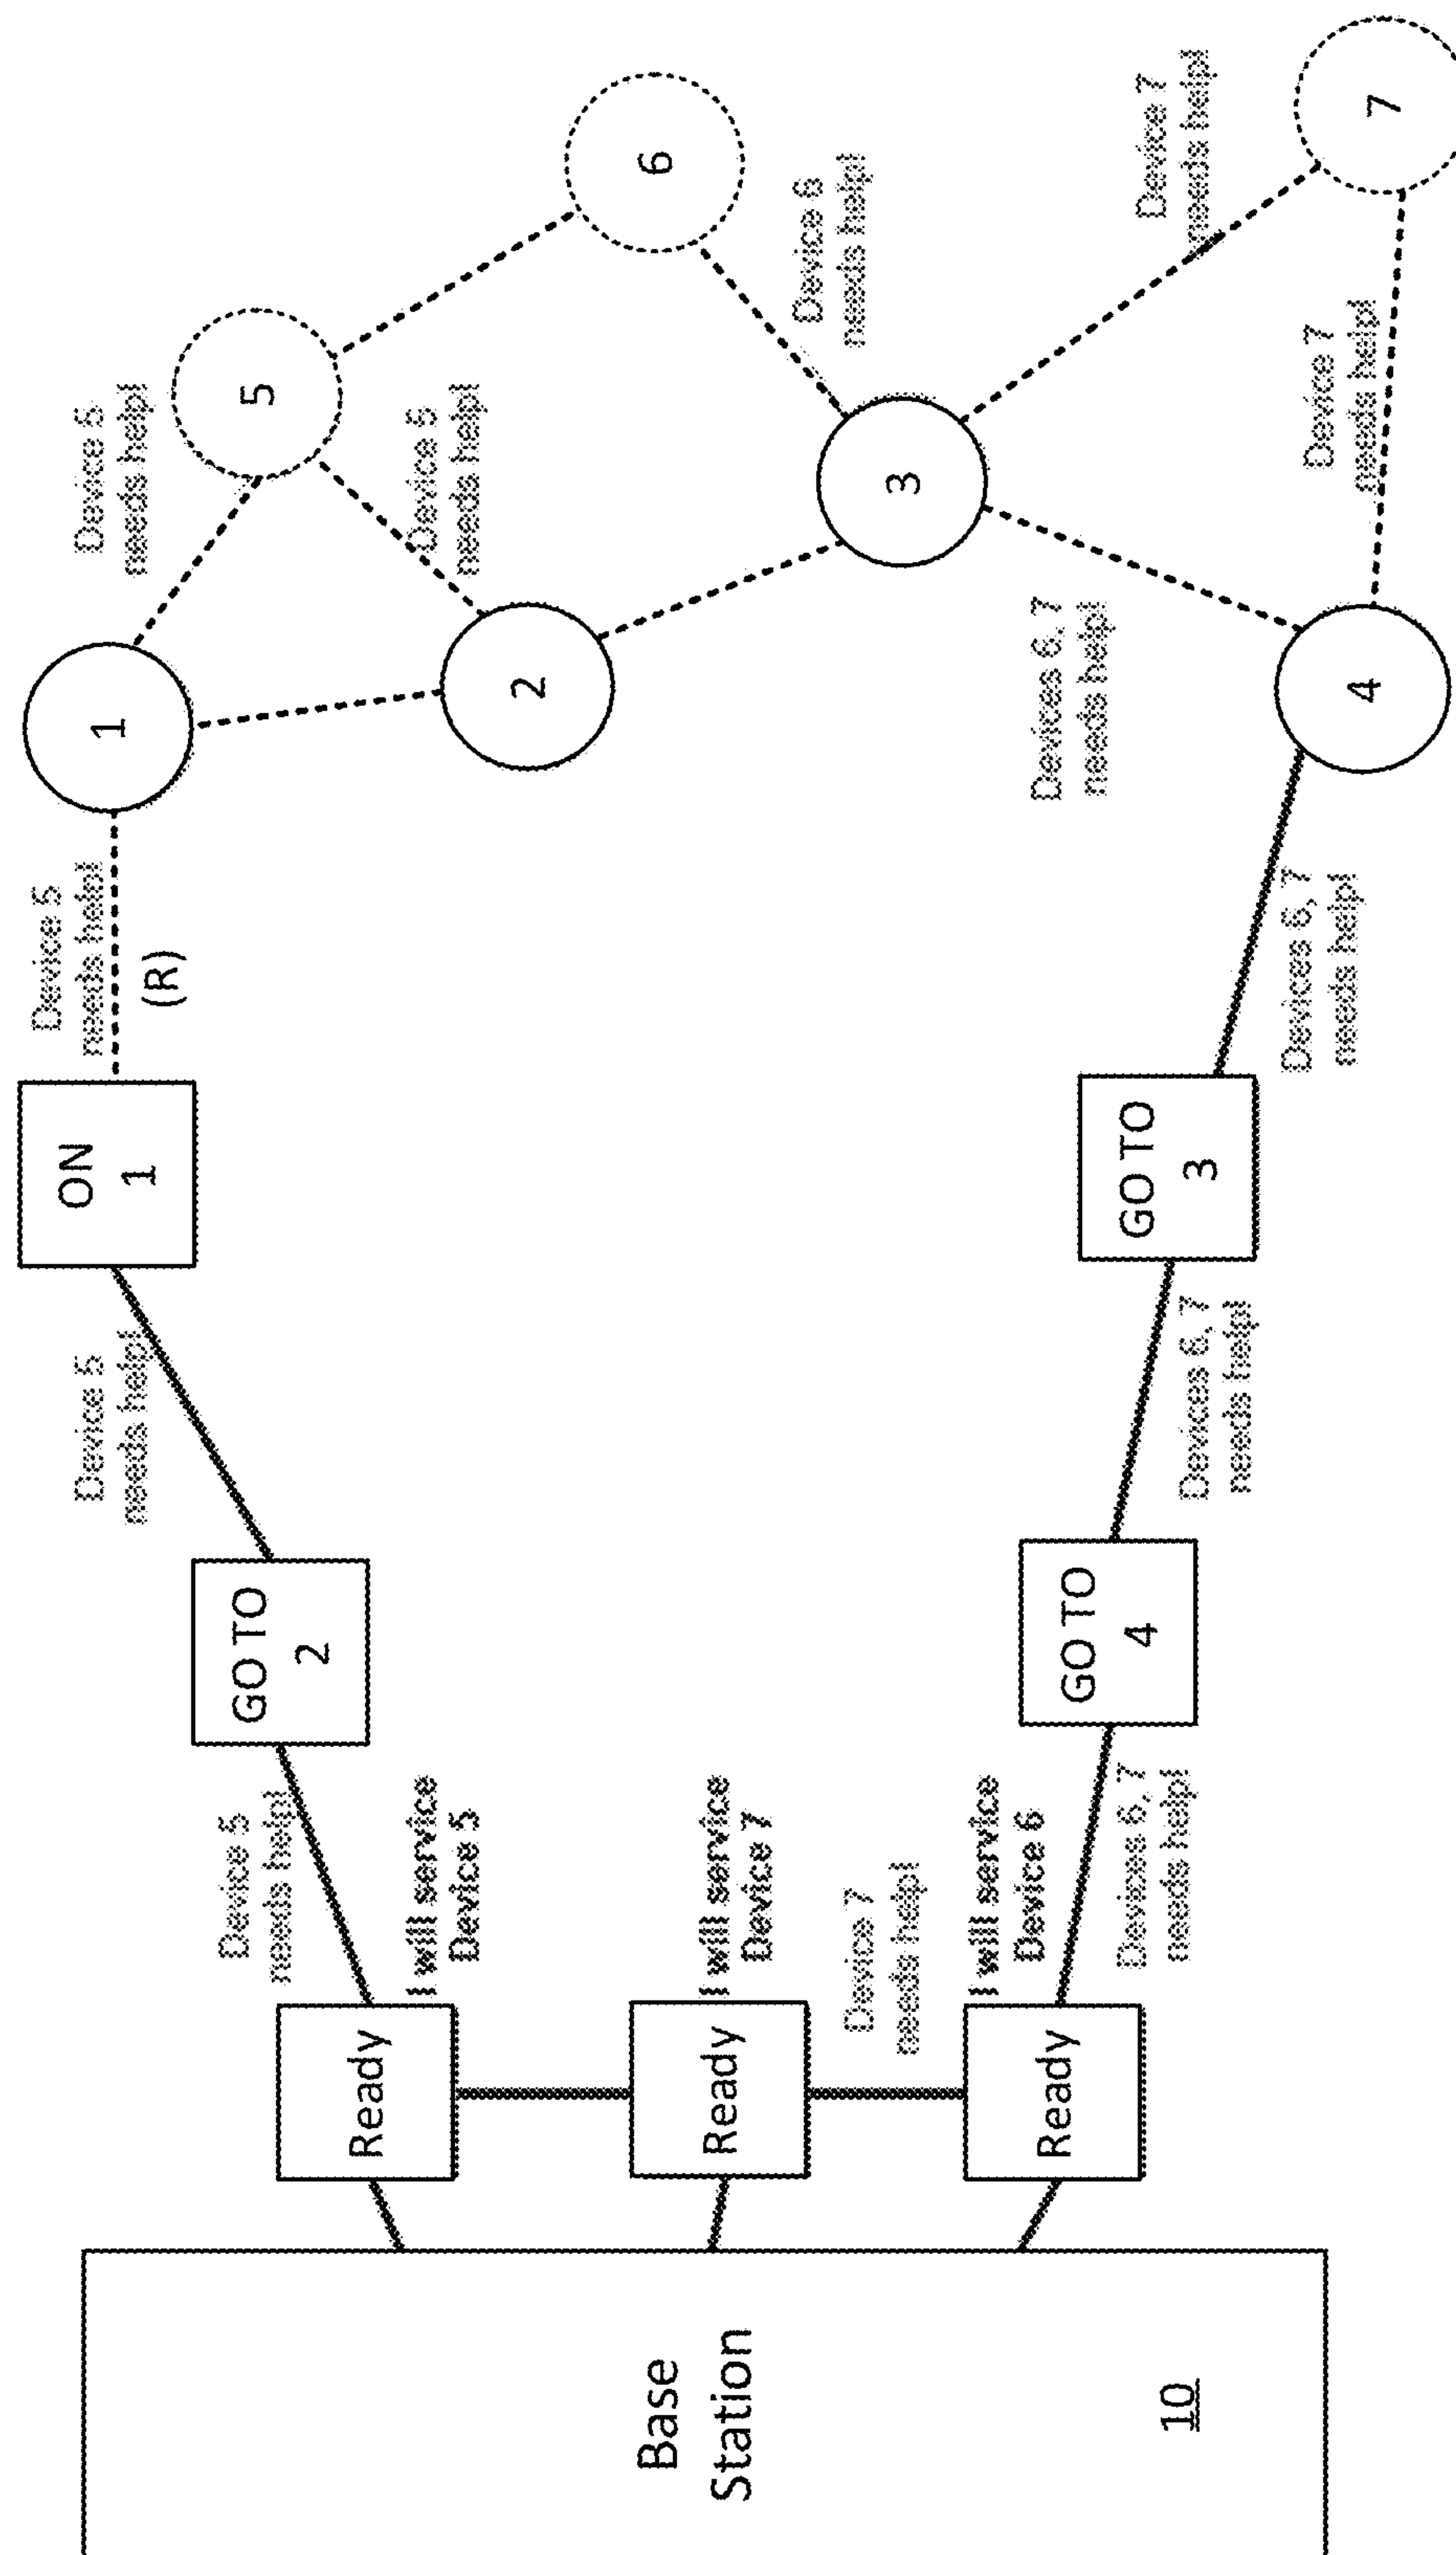 Base
Station
10
Ready
I will service
Device 5
Device 5
needs help!
GO TO
2
Device 5
needs help!
ON
1
Device 5
needs help!
(R)
1
Device 5
needs help!
5
Device 5
needs help!
2
6
Device 6
needs help!
Ready
I will service
Device 7
Device 7
needs help!
3
Device 7
needs help!
7
Ready
I will service
Device 6
Devices 6, 7
needs help!
GO TO
4
Devices 6, 7
needs help!
GO TO
3
Devices 6, 7
needs help!
Devices 6, 7
needs help!
4
Device 7
needs help!